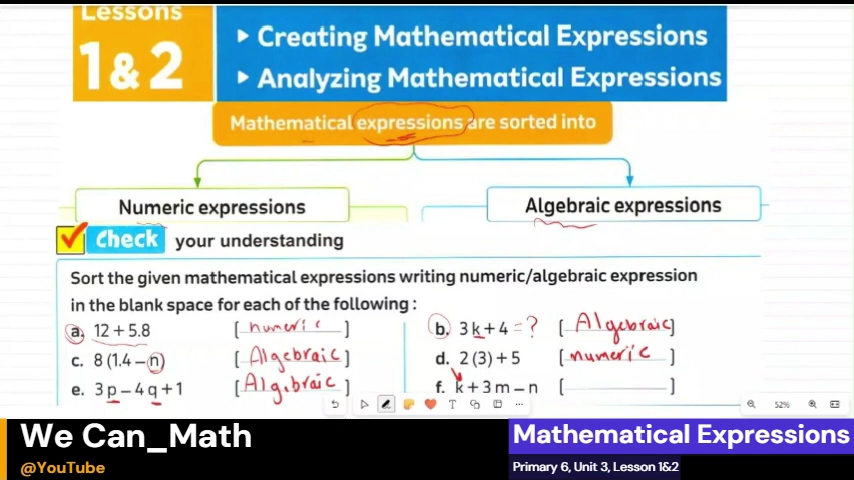 Lessons
1 & 2
Creating Mathematical Expressions
Analyzing Mathematical Expressions
Mathematical expressions are sorted into
Numeric expressions
Algebraic expressions
Check your understanding
Sort the given mathematical expressions writing numeric/algebraic expression
in the blank space for each of the following :
a. 12 + 5.8 [ numeric ]
b. 3k + 4 = ? [ Algebraic ]
c. 8 (1.4 – n) [ Algebraic ]
d. 2 (3) + 5 [ numeric ]
e. 3p – 4q + 1 [ Algebraic ]
f. k + 3m – n [ ]
52%
We Can_Math
@YouTube
Mathematical Expressions
Primary 6, Unit 3, Lesson 1&2